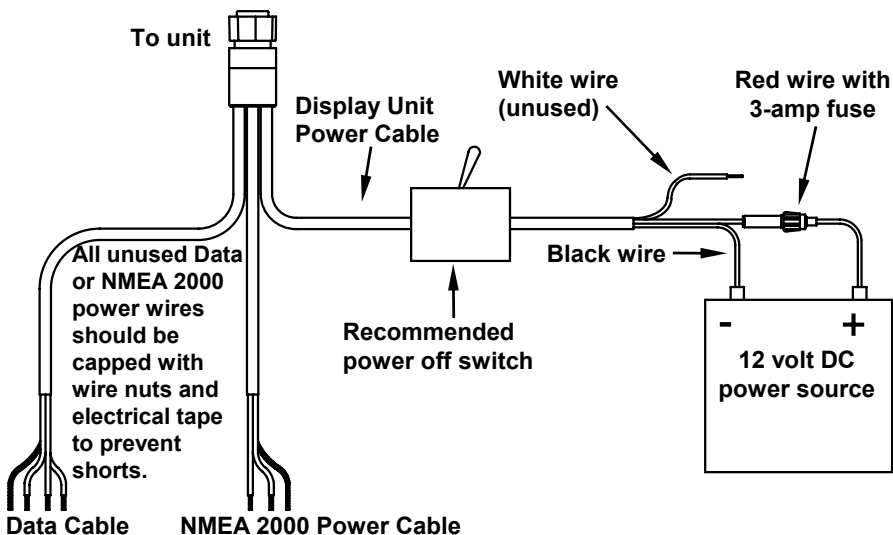 To unit
Display Unit
Power Cable
White wire
(unused)
Red wire with
3-amp fuse
All unused Data
or NMEA 2000
power wires
should be
capped with
wire nuts and
electrical tape
to prevent
shorts.
Black wire
Recommended
power off switch
- +
12 volt DC
power source
Data Cable
NMEA 2000 Power Cable